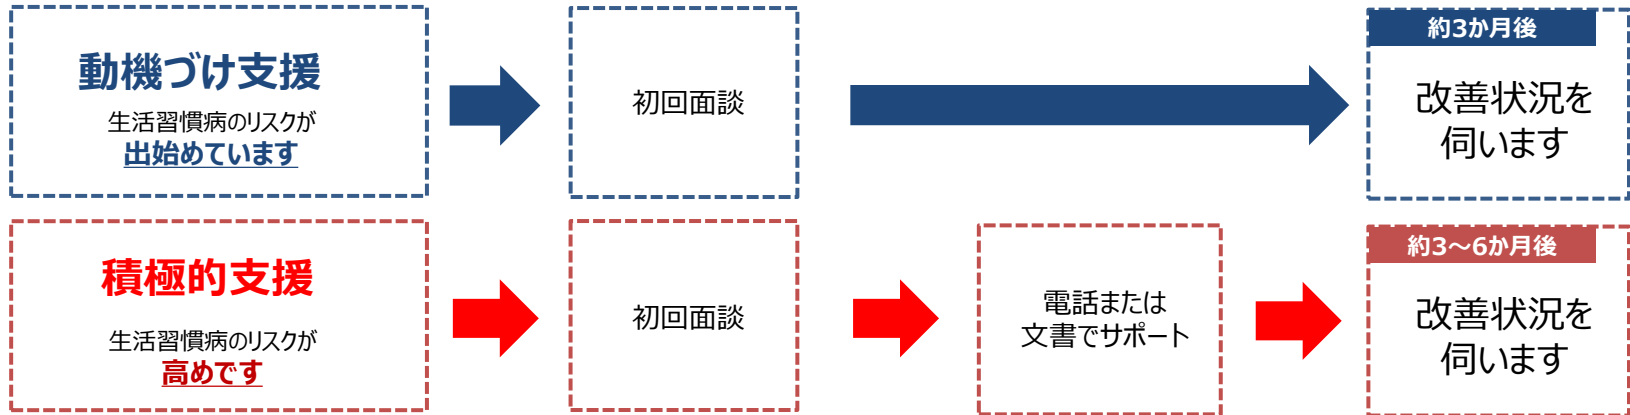 動機づけ支援
生活習慣病のリスクが
出始めています
初回面談
約3か月後
改善状況を
伺います
積極的支援
生活習慣病のリスクが
高めです
初回面談
電話または
文書でサポート
約3～6か月後
改善状況を
伺います